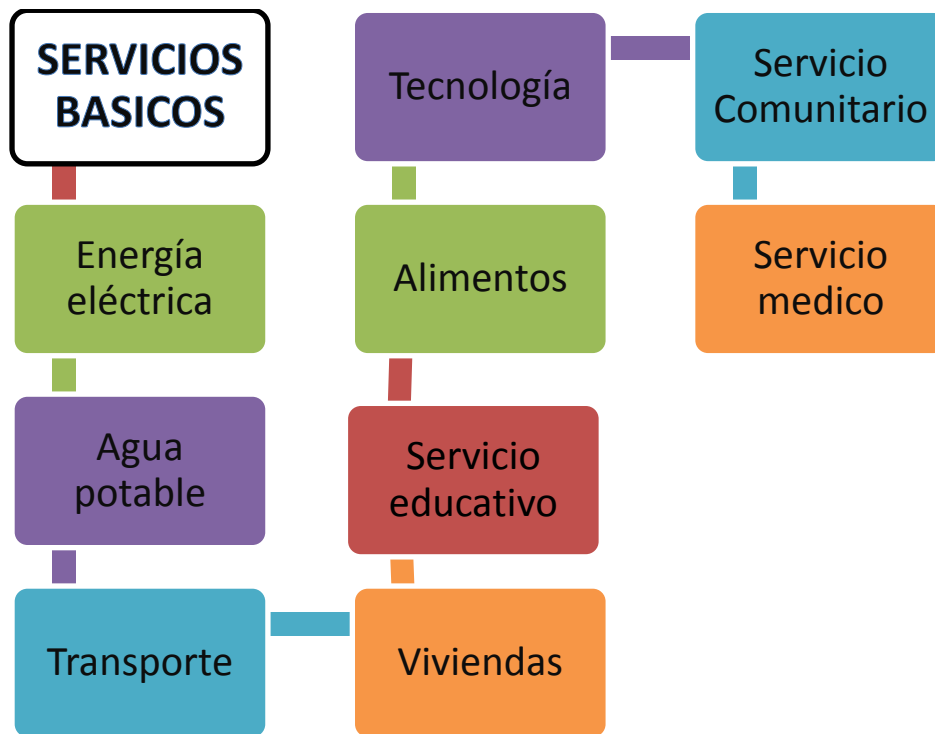 SERVICIOS
BASICOS
Energía
eléctrica
Agua
potable
Transporte
Viviendas
Servicio
educativo
Alimentos
Tecnología
Servicio
Comunitario
Servicio
medico